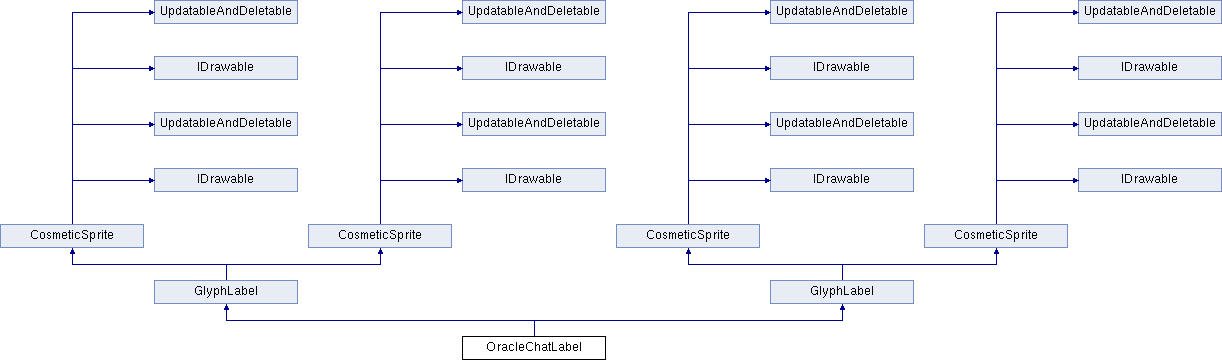 UpdatableAndDeletable UpdatableAndDeletable UpdatableAndDeletable UpdatableAndDeletable
IDrawable IDrawable IDrawable IDrawable
UpdatableAndDeletable UpdatableAndDeletable UpdatableAndDeletable UpdatableAndDeletable
IDrawable IDrawable IDrawable IDrawable
CosmeticSprite CosmeticSprite CosmeticSprite CosmeticSprite
GlyphLabel GlyphLabel
OracleChatLabel